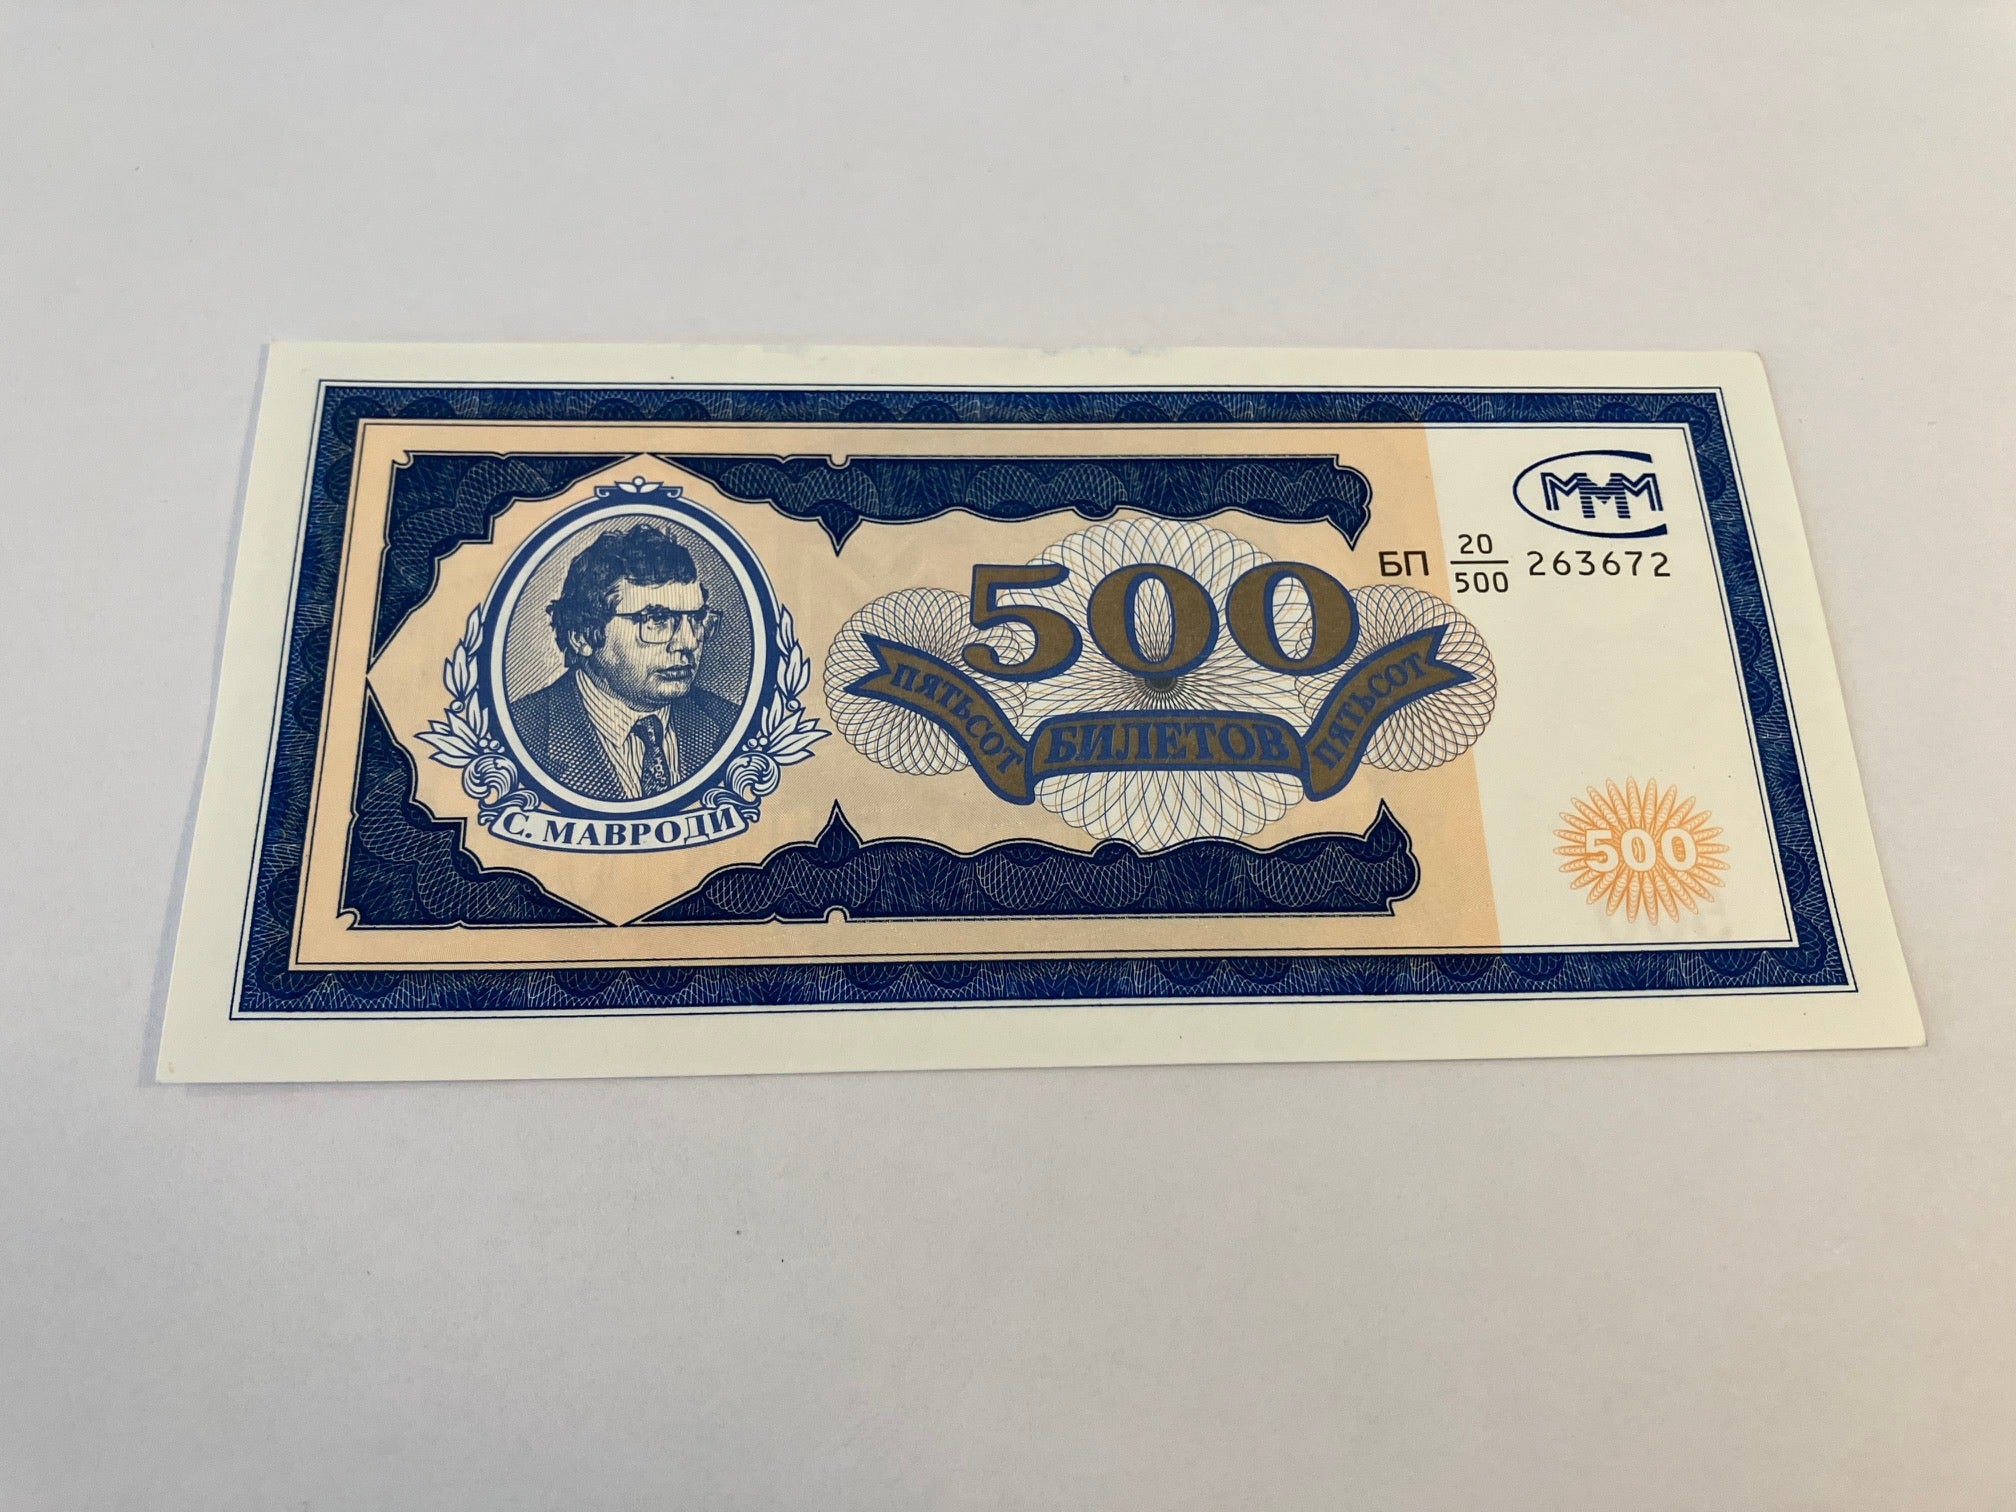 МММ
БП 20/500 263672
500
ПЯТЬСОТ БИЛЕТОВ ПЯТЬСОТ
С. МАВРОДИ
500